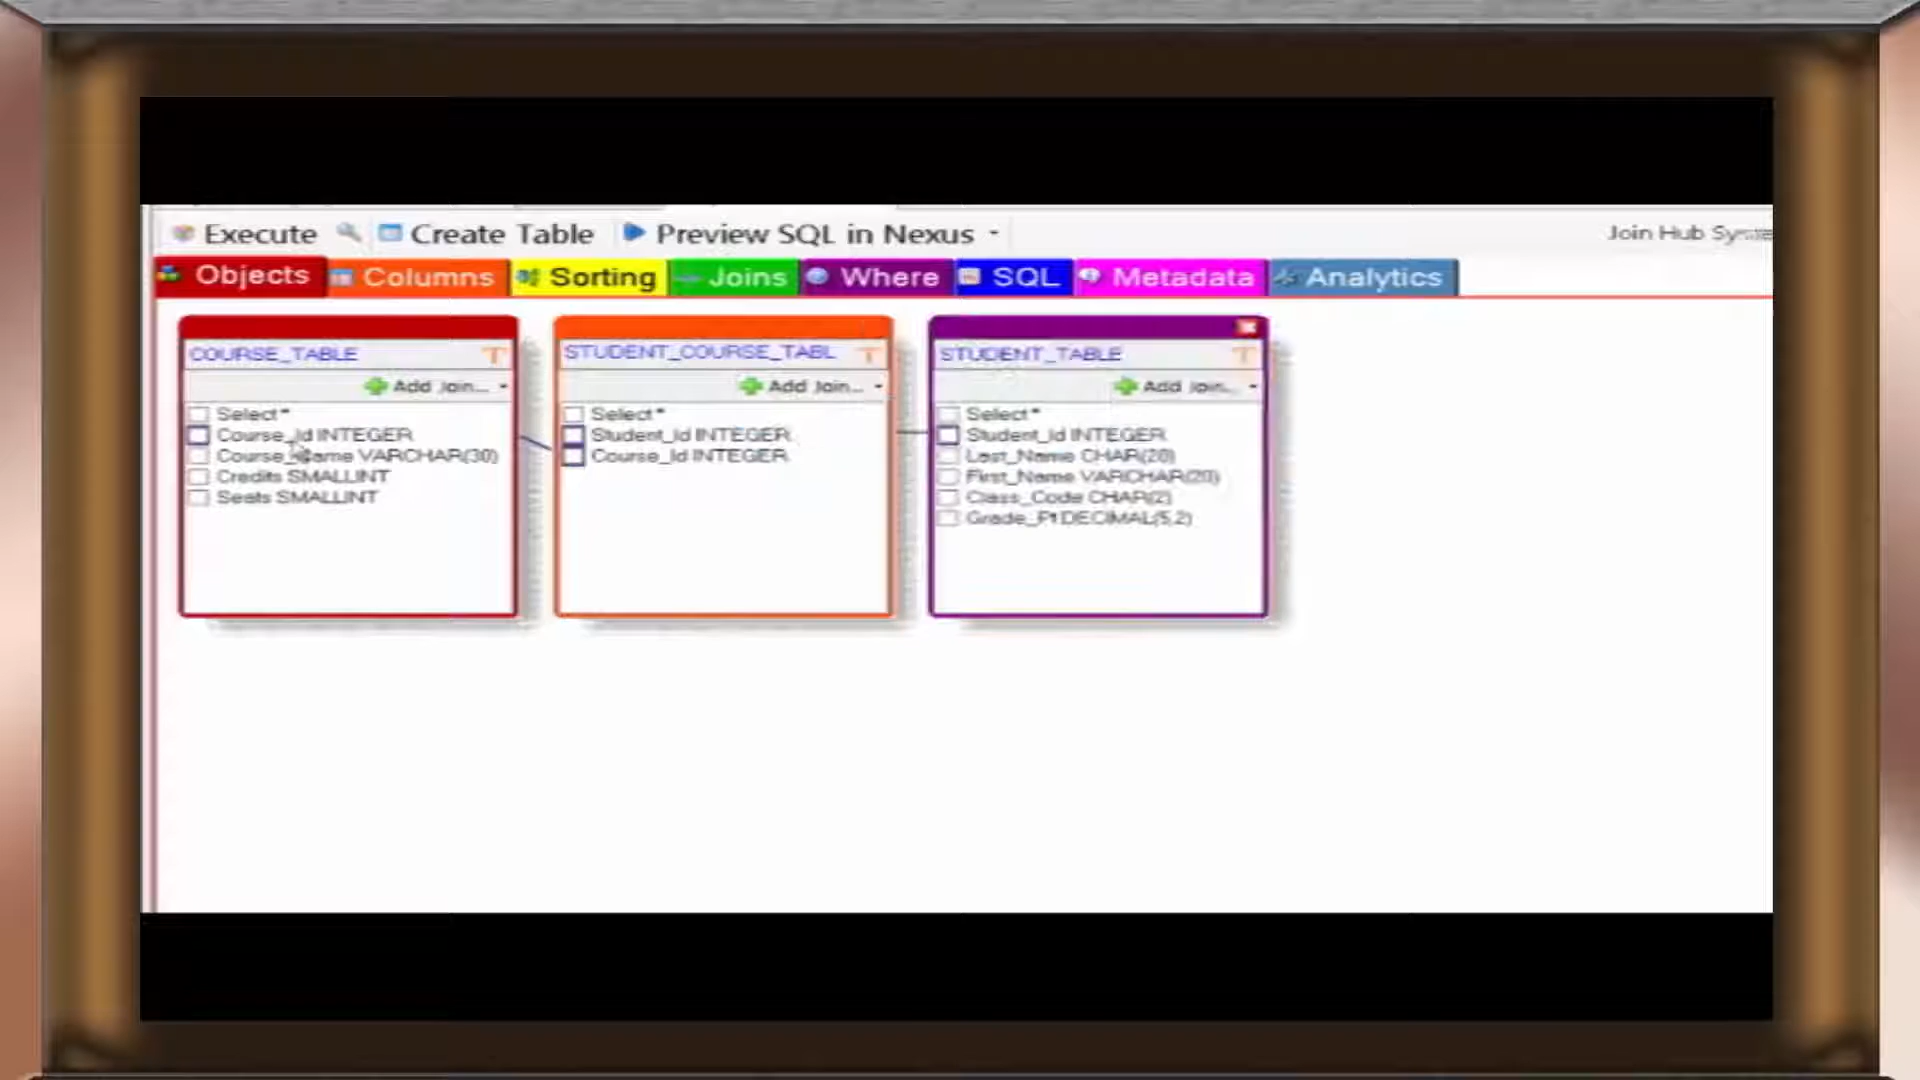 Execute Create Table Preview SQL in Nexus
Join Hub Syste
Objects Columns Sorting Joins Where SQL Metadata Analytics
COURSE_TABLE
Add Join...
Select*
Course_Id INTEGER
Course_Name VARCHAR(30)
Credits SMALLINT
Seats SMALLINT
STUDENT_COURSE_TABL
Add Join...
Select*
Student_Id INTEGER
Course_Id INTEGER
STUDENT_TABLE
Add Join...
Select*
Student_Id INTEGER
Last_Name CHAR(20)
First_Name VARCHAR(20)
Class_Code CHAR(2)
Grade_Pt DECIMAL(5,2)